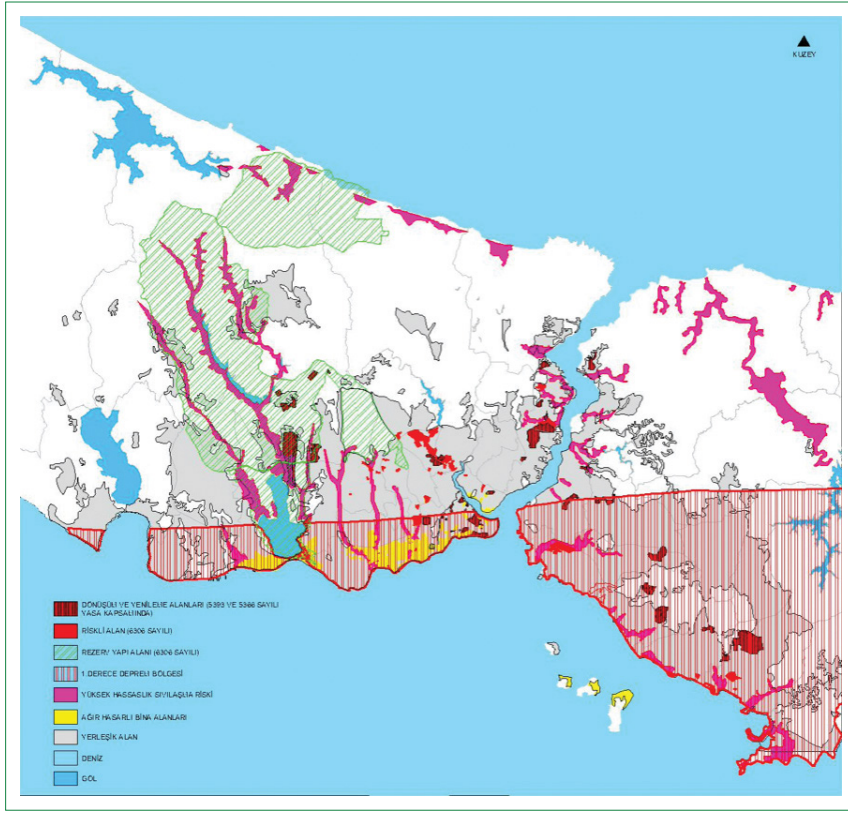 KUZEY
DÖNÜŞÜM VE YENİLEME ALANLARI (5393 VE 5366 SAYILI
YASA KAPSAMINDA)
RİSKLİ ALAN (6306 SAYILI)
REZERV YAPI ALANI (6306 SAYILI)
1.DERECE DEPREM BÖLGESİ
YÜKSEK HASSASLIK SIVILAŞMA RİSKİ
AĞIR HASARLI BİNA ALANLARI
YERLEŞİK ALAN
DENİZ
GÖL